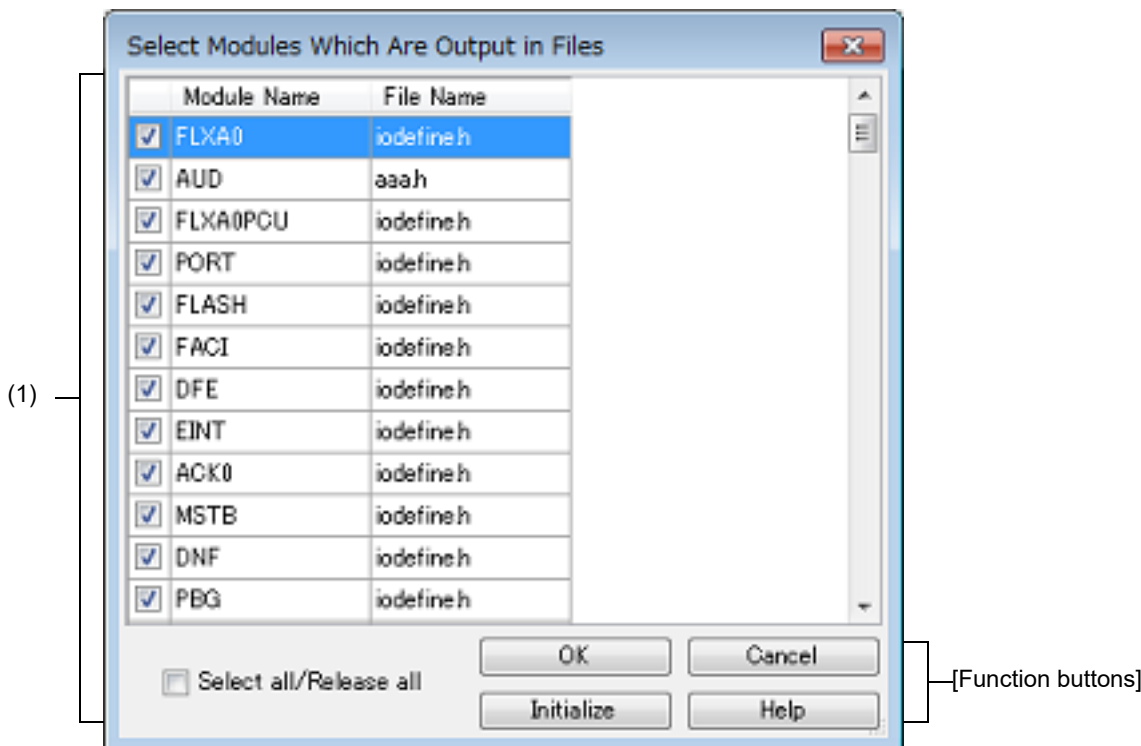 Select Modules Which Are Output in Files
Module Name File Name
FLXA0 iodefine.h
AUD aaa.h
FLXA0PCU iodefine.h
PORT iodefine.h
FLASH iodefine.h
FACI iodefine.h
(1)
DFE iodefine.h
EINT iodefine.h
ACK0 iodefine.h
MSTB iodefine.h
DNF iodefine.h
PBG iodefine.h
OK Cancel
Select all/Release all
[Function buttons]
Initialize Help